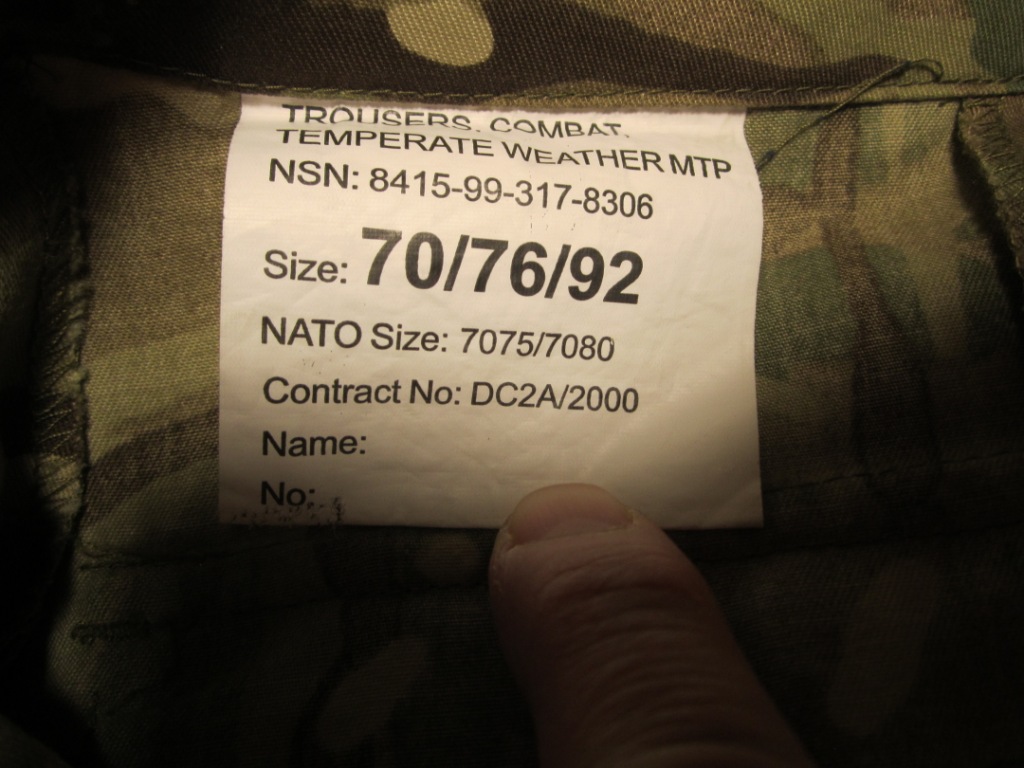 TROUSERS, COMBAT,
TEMPERATE WEATHER MTP
NSN: 8415-99-317-8306
Size: 70/76/92
NATO Size: 7075/7080
Contract No: DC2A/2000
Name:
No: